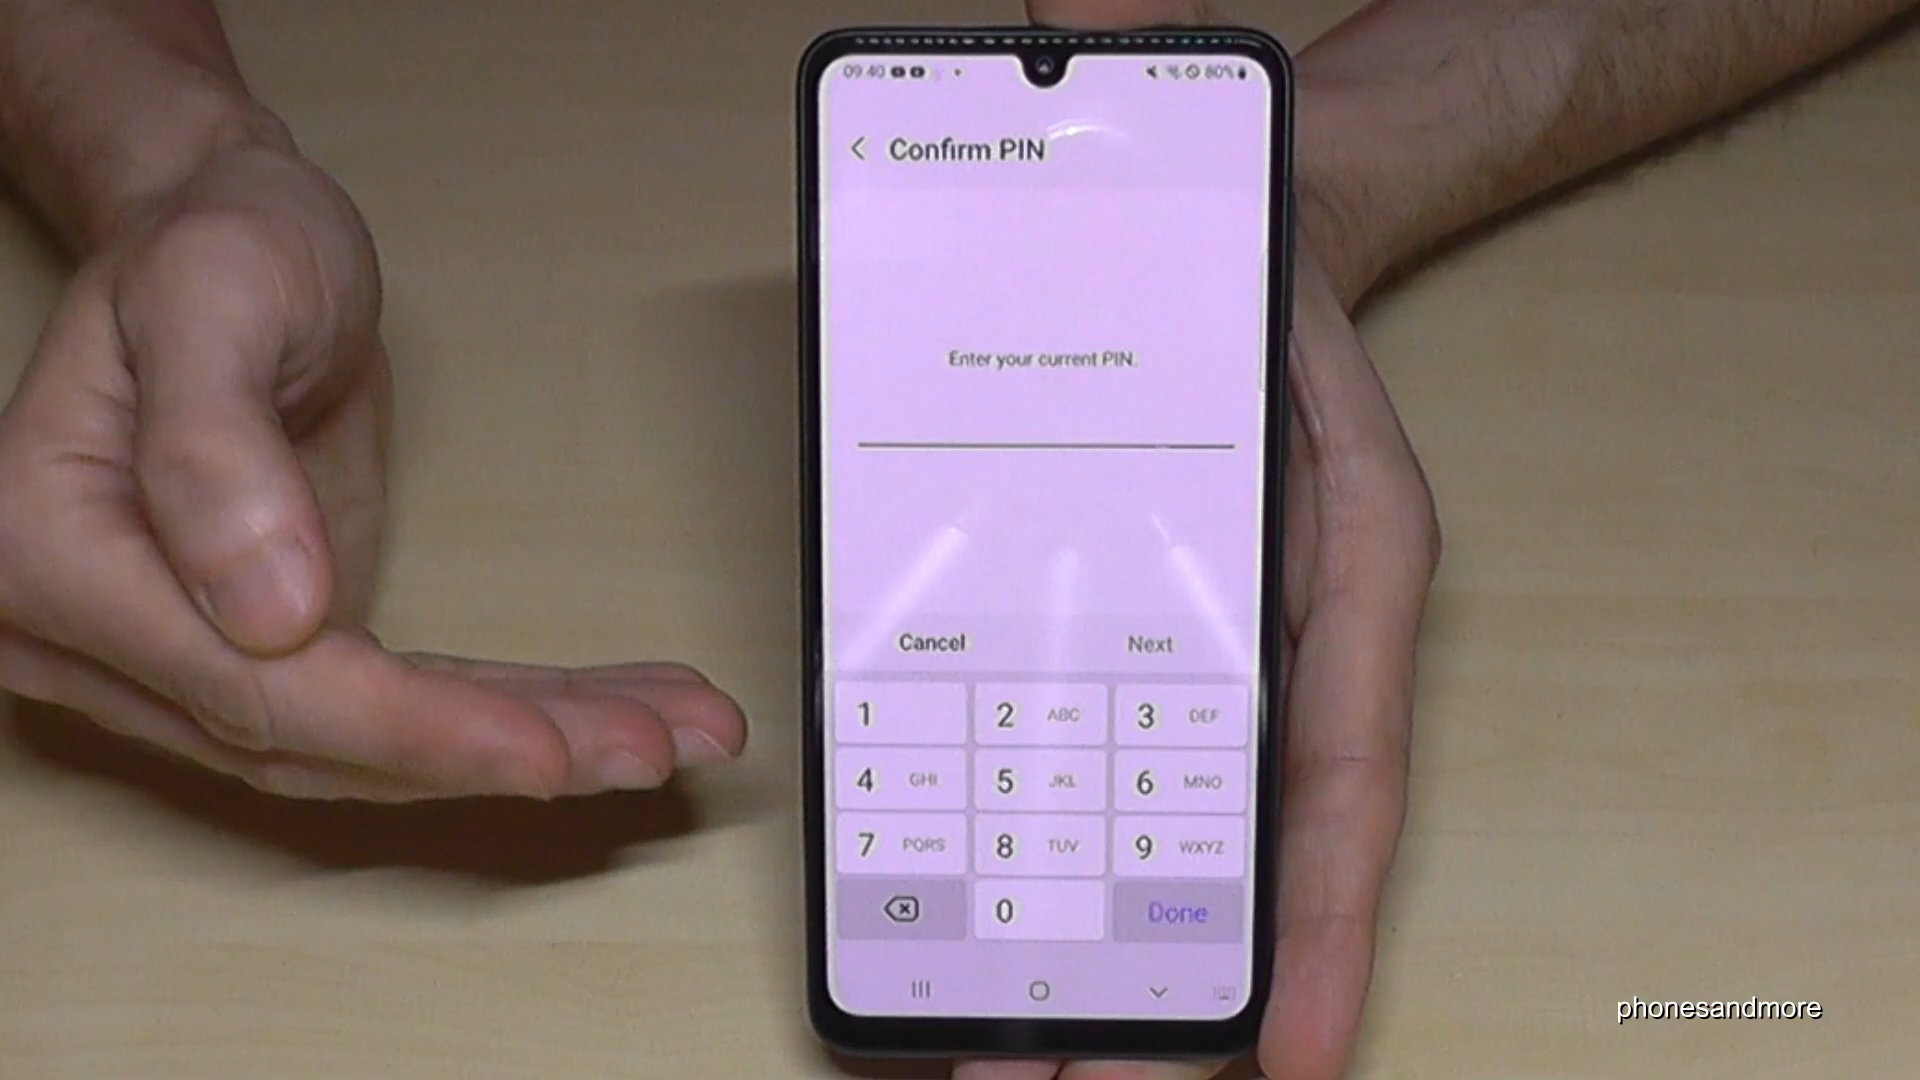 09:40 80%
Confirm PIN
Enter your current PIN.
Cancel Next
1 2 ABC 3 DEF
4 GHI 5 JKL 6 MNO
7 PQRS 8 TUV 9 WXYZ
0 Done
phonesandmore